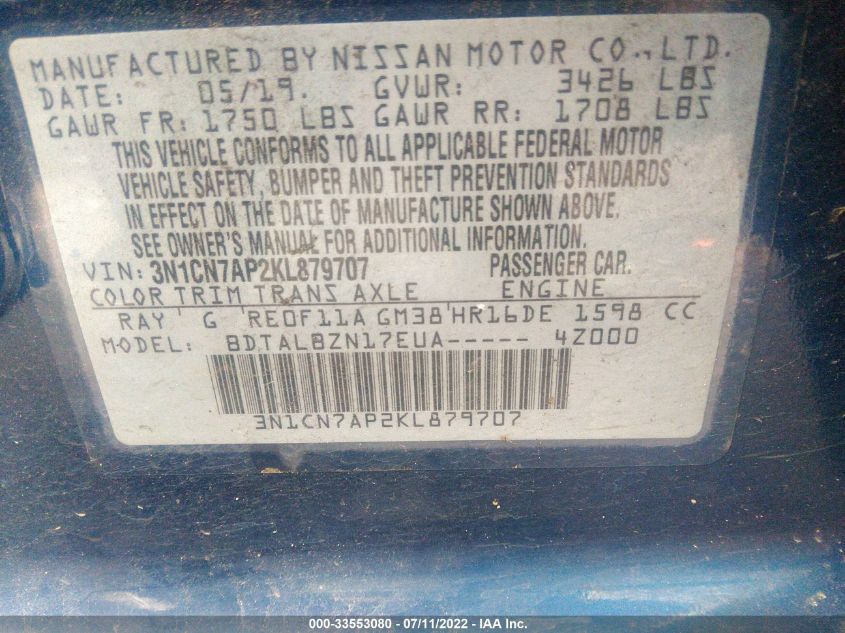 MANUFACTURED BY NISSAN MOTOR CO., LTD.
DATE: 05/19. GVWR: 3426 LBS
GAWR FR: 1750 LBS GAWR RR: 1708 LBS
THIS VEHICLE CONFORMS TO ALL APPLICABLE FEDERAL MOTOR
VEHICLE SAFETY, BUMPER AND THEFT PREVENTION STANDARDS
IN EFFECT ON THE DATE OF MANUFACTURE SHOWN ABOVE.
SEE OWNER'S MANUAL FOR ADDITIONAL INFORMATION.
VIN: 3N1CN7AP2KL879707 PASSENGER CAR.
COLOR TRIM TRANS AXLE ENGINE
RAY G RE0F11A GM38 HR16DE 1598 CC
MODEL: BDTALBZN17EUA----- 4Z000
3N1CN7AP2KL879707
000-33553080 - 07/11/2022 - IAA Inc.